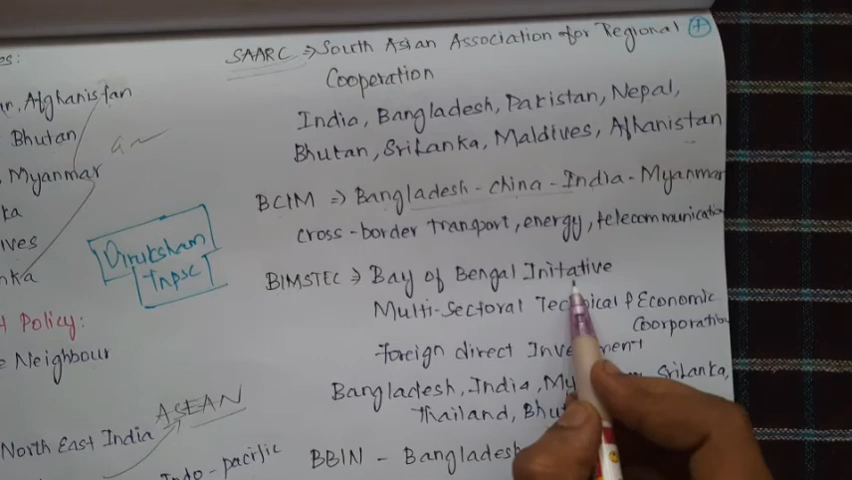 es:
n, Afghanistan
Bhutan
Myanmar
ka
ives
nka
Policy:
e Neighbour
ASEAN
North East India
Indo-pacific
Diruksham
Tnpsc
SAARC ⇒ South Asian Association for Regional
Cooperation
India, Bangladesh, Pakistan, Nepal,
Bhutan, SriLanka, Maldives, Afhanistan
BCIM ⇒ Bangladesh - china - India - Myanmar
cross-border transport, energy, telecommunication
BIMSTEC ⇒ Bay of Bengal Initative
Multi-Sectoral Technical & Economic
Coorporation
foreign direct Investment
Bangladesh, India, SriLanka,
Thailand,
BBIN - Bangladesh